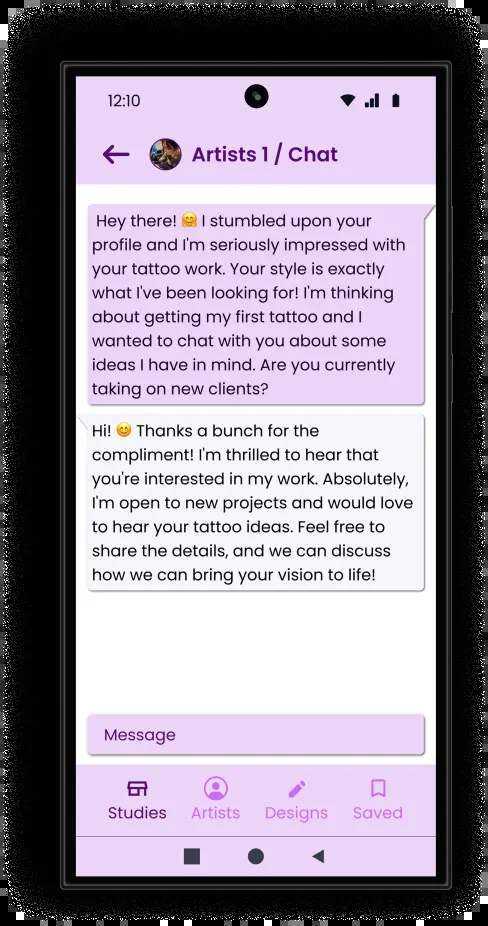 12:10
Artists 1 / Chat
Hey there! 🤗 I stumbled upon your
profile and I'm seriously impressed with
your tattoo work. Your style is exactly
what I've been looking for! I'm thinking
about getting my first tattoo and I
wanted to chat with you about some
ideas I have in mind. Are you currently
taking on new clients?
Hi! 😊 Thanks a bunch for the
compliment! I'm thrilled to hear that
you're interested in my work. Absolutely,
I'm open to new projects and would love
to hear your tattoo ideas. Feel free to
share the details, and we can discuss
how we can bring your vision to life!
Message
Studies Artists Designs Saved